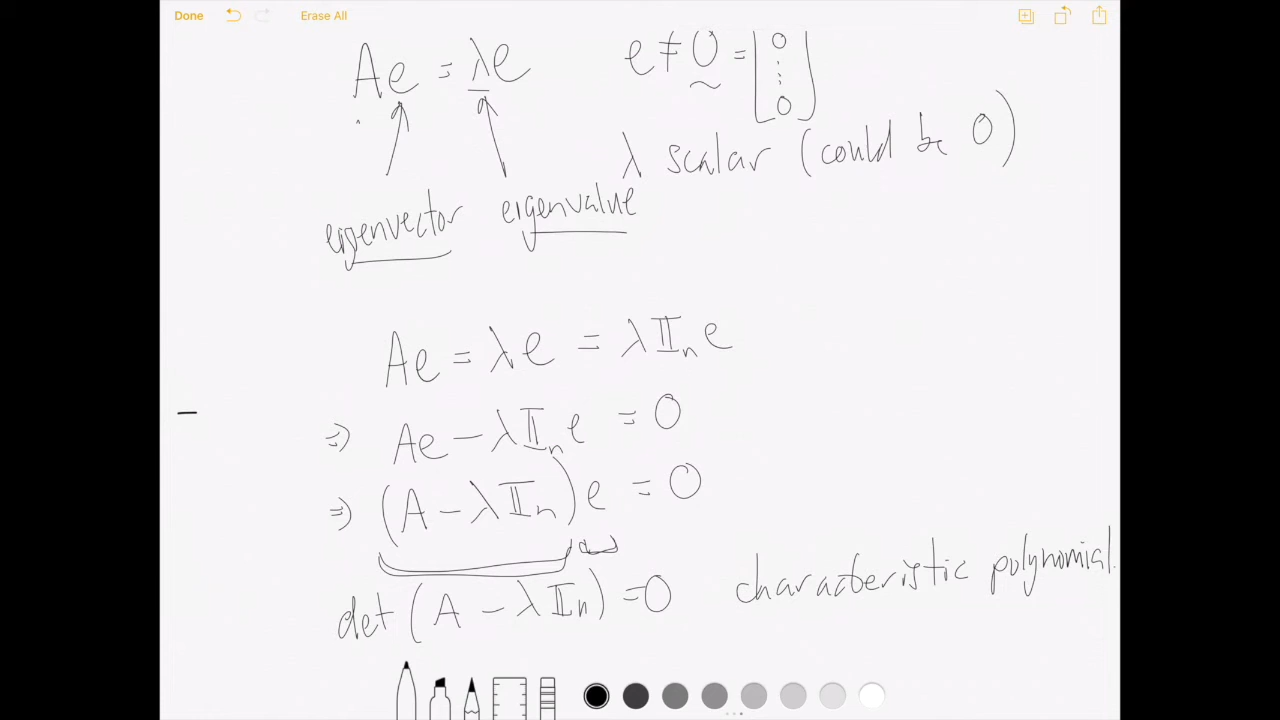 Done Erase All
Ae = λe e ≠ 0 = [0 ⋮ 0]
λ scalar (could be 0)
eigenvector eigenvalue
Ae = λe = λ𝕀ₙe
⇒ Ae − λ𝕀ₙe = 0
⇒ (A − λ𝕀ₙ)e = 0
det(A − λ𝕀ₙ) = 0 characteristic polynomial.